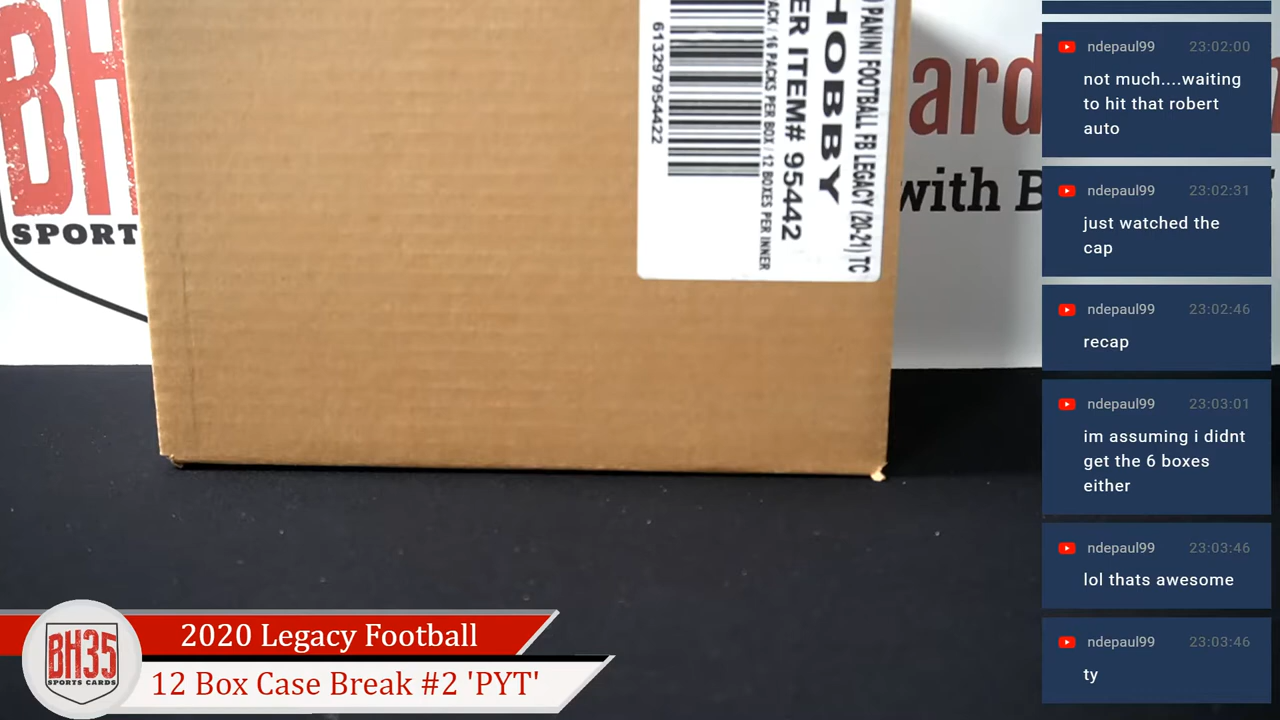 BH
SPORT
) PANINI FOOTBALL FB LEGACY (20-21) TC
HOBBY
ER ITEM# 95442
ACK / 16 PACKS PER BOX / 12 BOXES PER INNER
613297954422
ard
with B
ndepaul99 23:02:00
not much....waiting
to hit that robert
auto
ndepaul99 23:02:31
just watched the
cap
ndepaul99 23:02:46
recap
ndepaul99 23:03:01
im assuming i didnt
get the 6 boxes
either
ndepaul99 23:03:46
lol thats awesome
ndepaul99 23:03:46
ty
BH35
SPORTS CARDS
2020 Legacy Football
12 Box Case Break #2 'PYT'